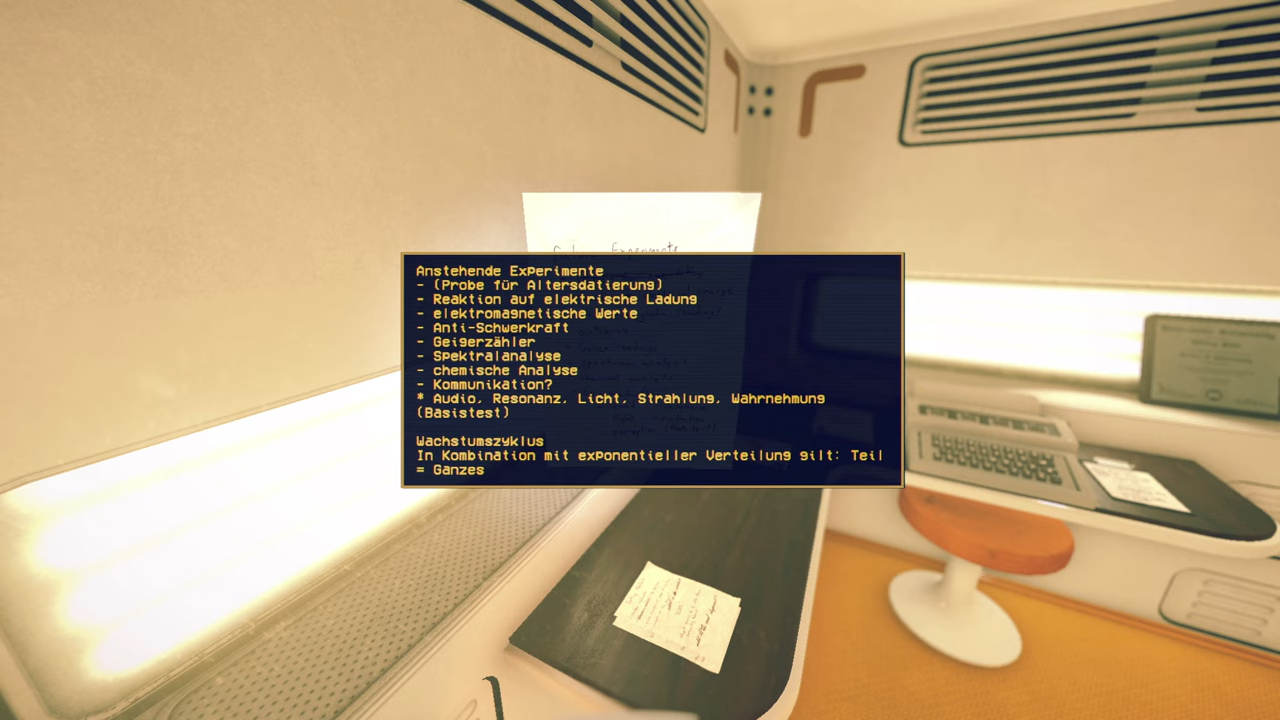 Experiments
Anstehende Experimente
- (Probe für Altersdatierung)
- Reaktion auf elektrische Ladung
- elektromagnetische Werte
- Anti-Schwerkraft
- Geigerzähler
- Spektralanalyse
- chemische Analyse
- Kommunikation?
* Audio, Resonanz, Licht, Strahlung, Wahrnehmung
(Basistest)
Wachstumszyklus
In Kombination mit exponentieller Verteilung gilt: Teil
= Ganzes